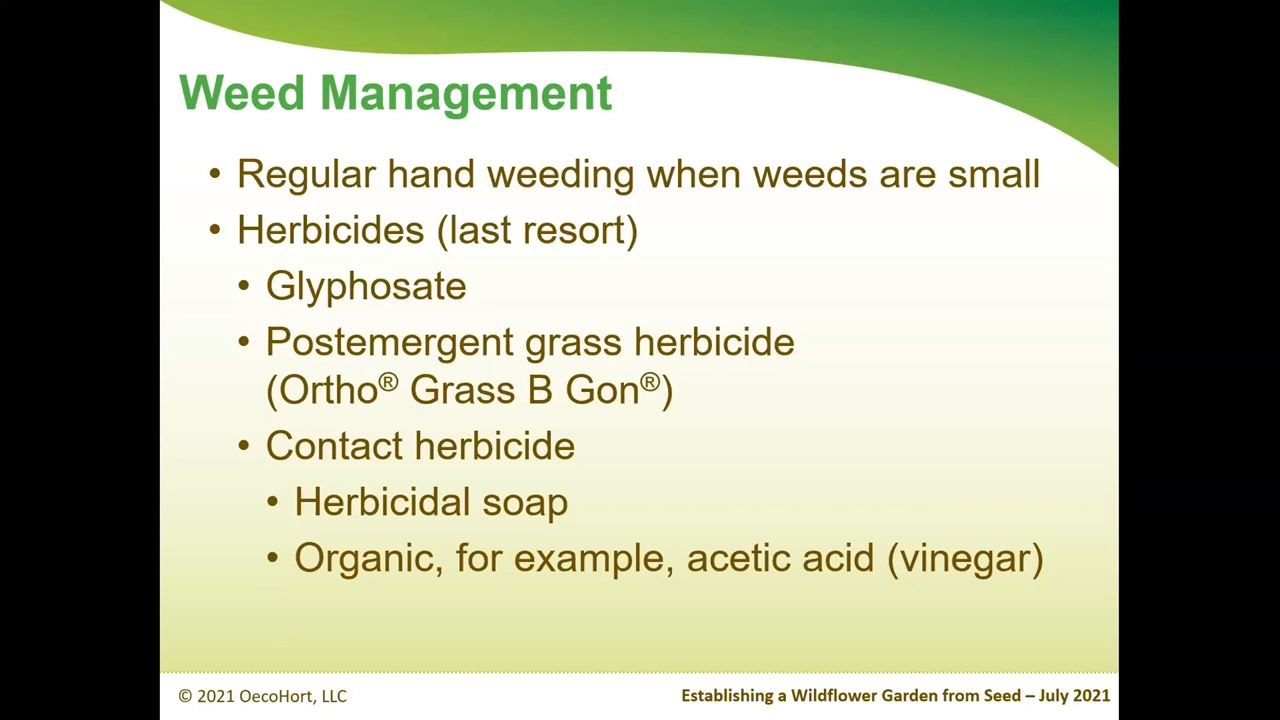 Weed Management
• Regular hand weeding when weeds are small
• Herbicides (last resort)
• Glyphosate
• Postemergent grass herbicide
(Ortho® Grass B Gon®)
• Contact herbicide
• Herbicidal soap
• Organic, for example, acetic acid (vinegar)
© 2021 OecoHort, LLC
Establishing a Wildflower Garden from Seed – July 2021